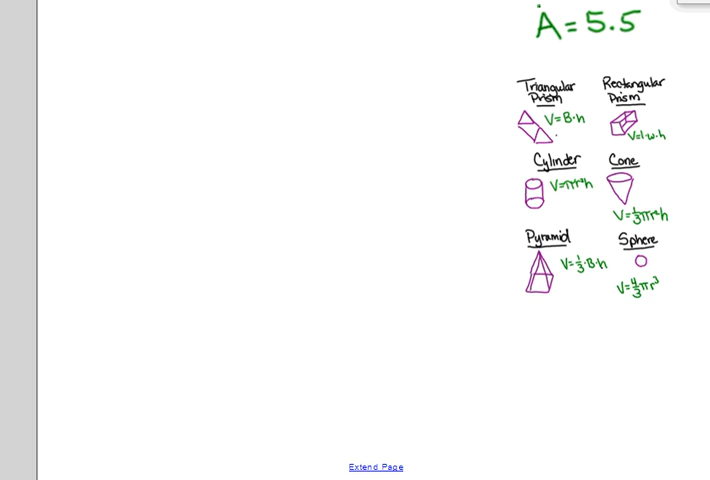 A = 5.5
Triangular Prism
V = B·h
Rectangular Prism
V = l·w·h
Cylinder
V = πr²h
Cone
V = 1/3πr²h
Pyramid
V = 1/3·B·h
Sphere
V = 4/3πr³
Extend Page